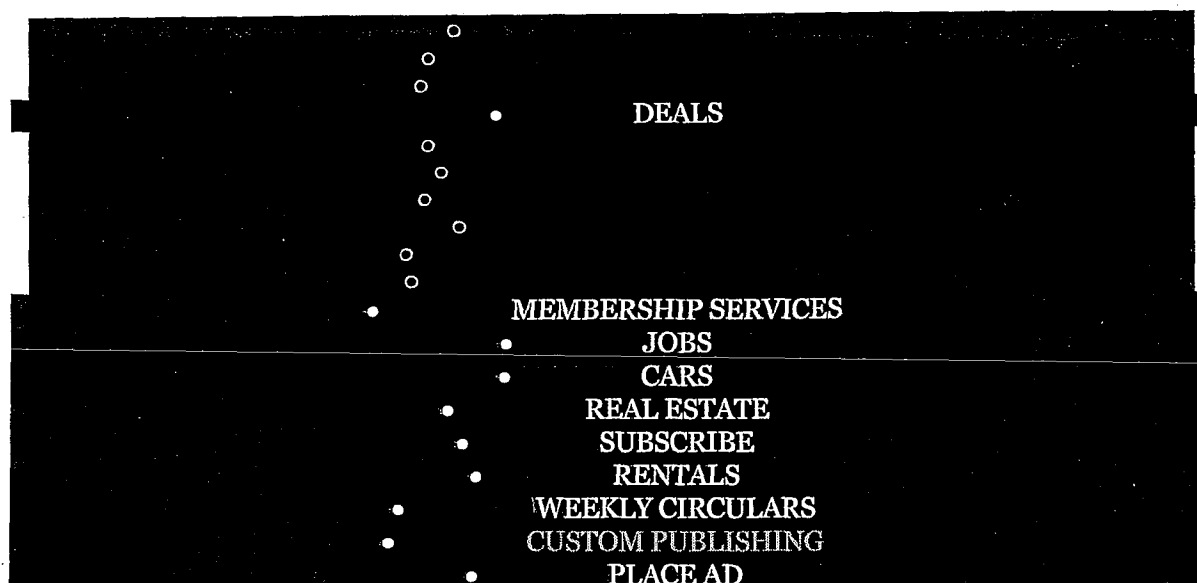 DEALS
MEMBERSHIP SERVICES
JOBS
CARS
REAL ESTATE
SUBSCRIBE
RENTALS
WEEKLY CIRCULARS
CUSTOM PUBLISHING
PLACE AD